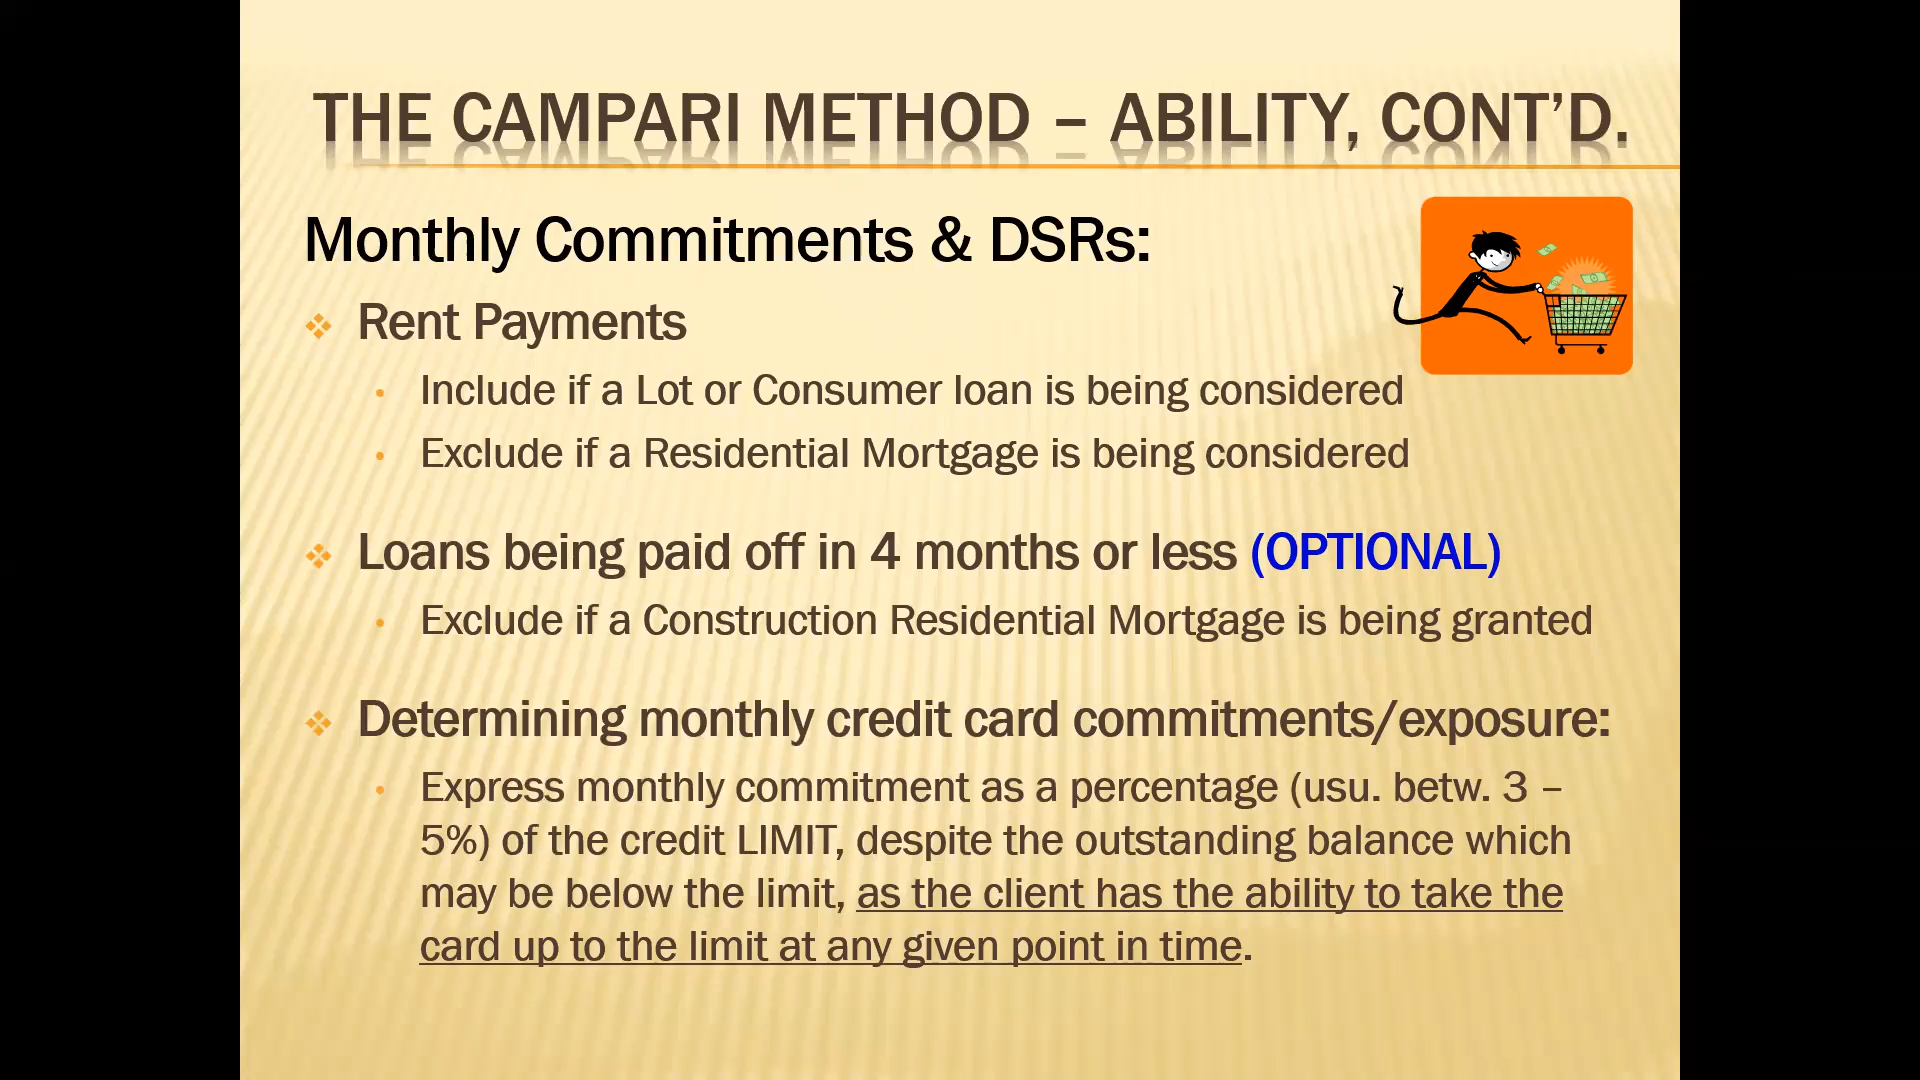 THE CAMPARI METHOD – ABILITY, CONT’D.
Monthly Commitments & DSRs:
Rent Payments
Include if a Lot or Consumer loan is being considered
Exclude if a Residential Mortgage is being considered
Loans being paid off in 4 months or less (OPTIONAL)
Exclude if a Construction Residential Mortgage is being granted
Determining monthly credit card commitments/exposure:
Express monthly commitment as a percentage (usu. betw. 3 –
5%) of the credit LIMIT, despite the outstanding balance which
may be below the limit, as the client has the ability to take the
card up to the limit at any given point in time.